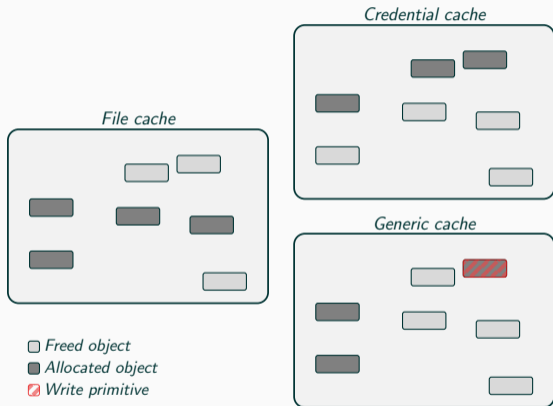 Credential cache
File cache
Generic cache
Freed object
Allocated object
Write primitive